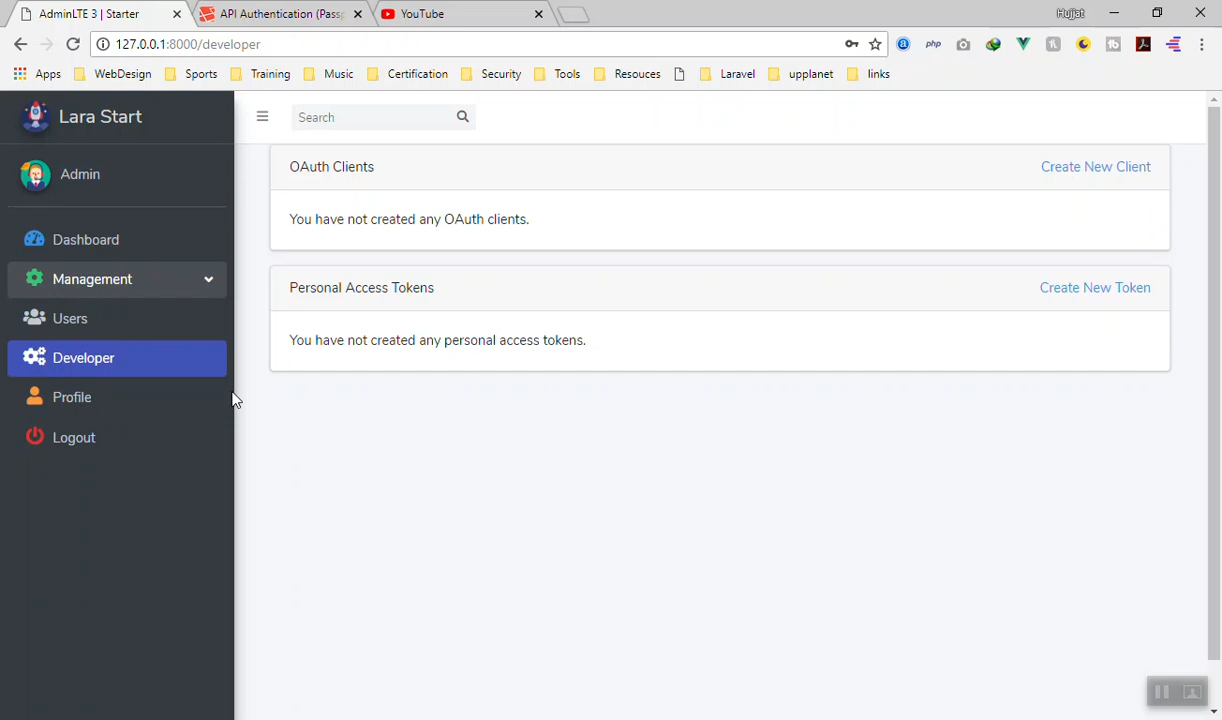 AdminLTE 3 | Starter
API Authentication (Passp
YouTube
Hujjat
127.0.0.1:8000/developer
php
Apps
WebDesign
Sports
Training
Music
Certification
Security
Tools
Resouces
Laravel
upplanet
links
Lara Start
Search
Admin
OAuth Clients
Create New Client
You have not created any OAuth clients.
Dashboard
Management
Users
Developer
Profile
Logout
Personal Access Tokens
Create New Token
You have not created any personal access tokens.